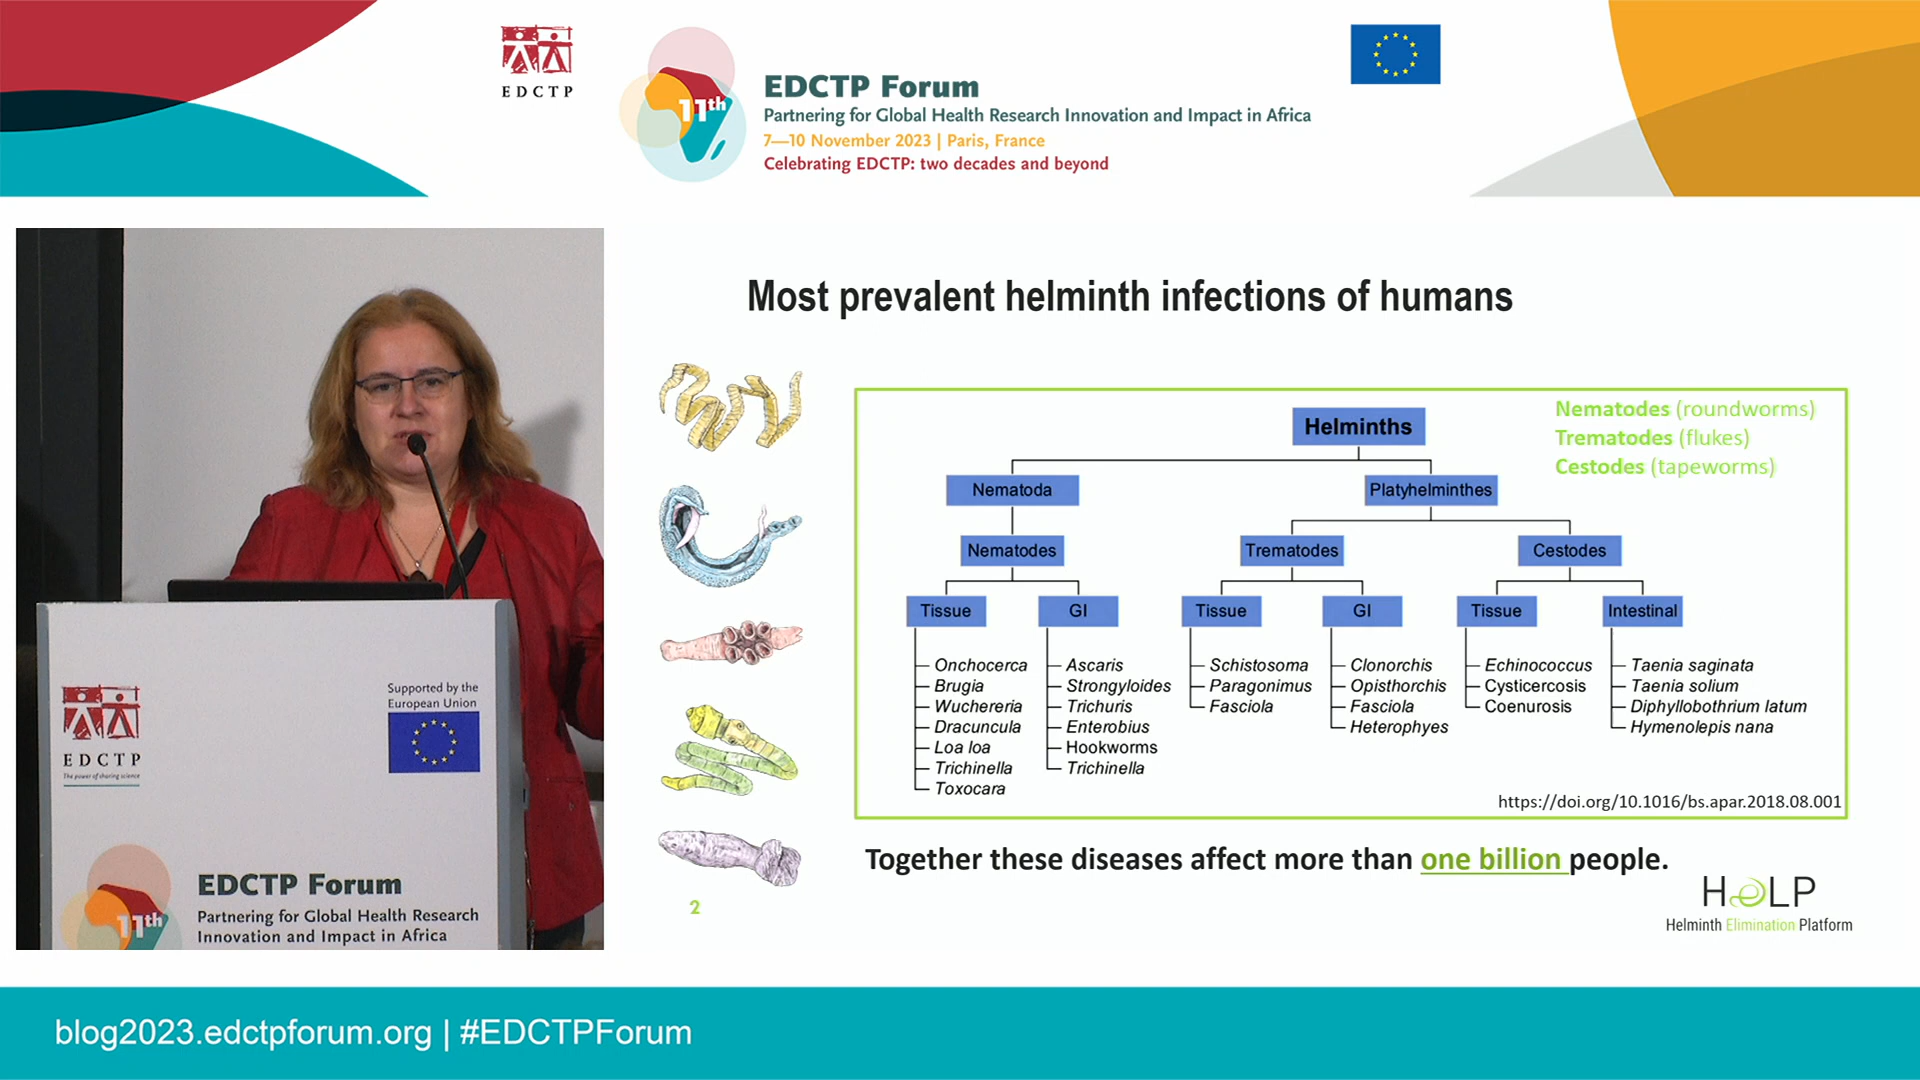 EDCTP
11th
EDCTP Forum
Partnering for Global Health Research Innovation and Impact in Africa
7—10 November 2023 | Paris, France
Celebrating EDCTP: two decades and beyond
Most prevalent helminth infections of humans
Nematodes (roundworms)
Trematodes (flukes)
Cestodes (tapeworms)
Helminths
Nematoda
Platyhelminthes
Nematodes
Trematodes
Cestodes
Tissue
GI
Tissue
GI
Tissue
Intestinal
Onchocerca
Brugia
Wuchereria
Dracuncula
Loa loa
Trichinella
Toxocara
Ascaris
Strongyloides
Trichuris
Enterobius
Hookworms
Trichinella
Schistosoma
Paragonimus
Fasciola
Clonorchis
Opisthorchis
Fasciola
Heterophyes
Echinococcus
Cysticercosis
Coenurosis
Taenia saginata
Taenia solium
Diphyllobothrium latum
Hymenolepis nana
https://doi.org/10.1016/bs.apar.2018.08.001
Together these diseases affect more than one billion people.
2
HeLP
Helminth Elimination Platform
EDCTP
The power of sharing science
Supported by the
European Union
11th
EDCTP Forum
Partnering for Global Health Research
Innovation and Impact in Africa
blog2023.edctpforum.org | #EDCTPForum